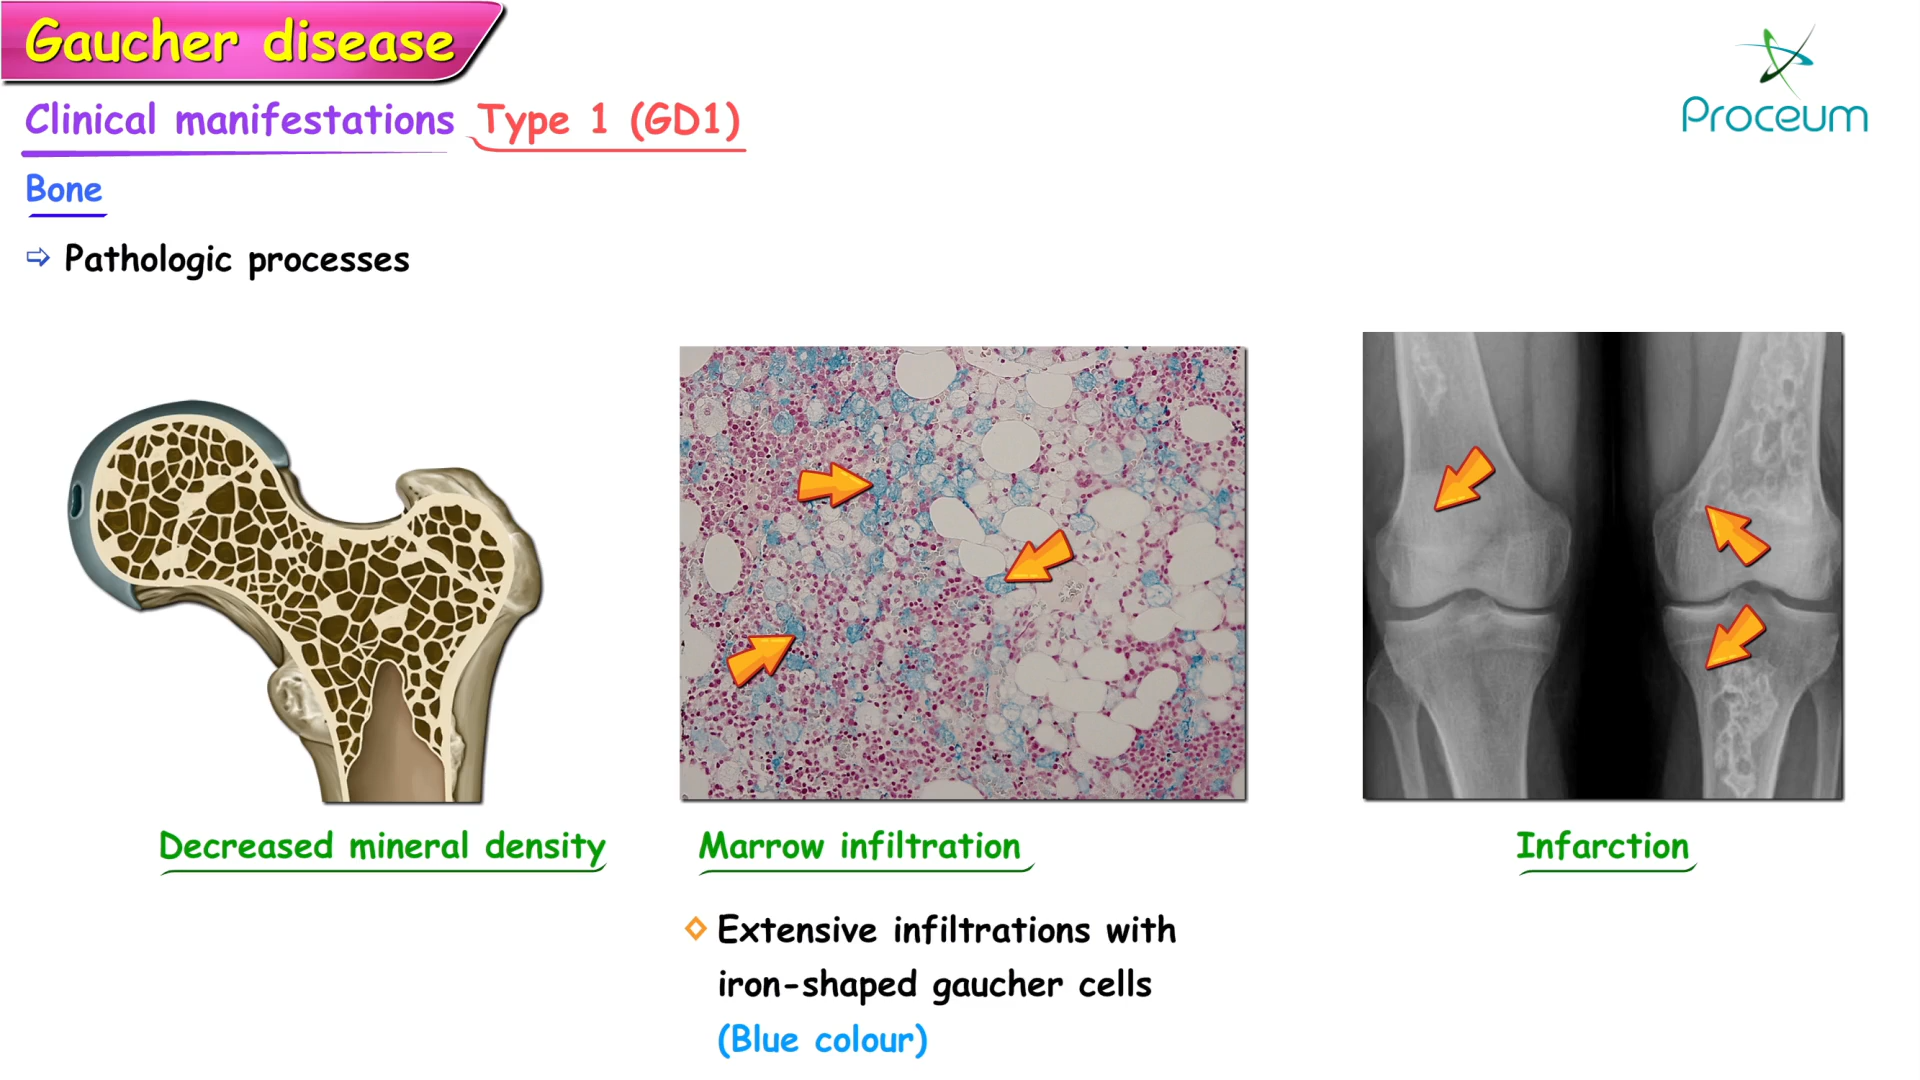 Gaucher disease
Proceum
Clinical manifestations Type 1 (GD1)
Bone
⇨ Pathologic processes
Decreased mineral density
Marrow infiltration
Infarction
◇ Extensive infiltrations with
iron-shaped gaucher cells
(Blue colour)